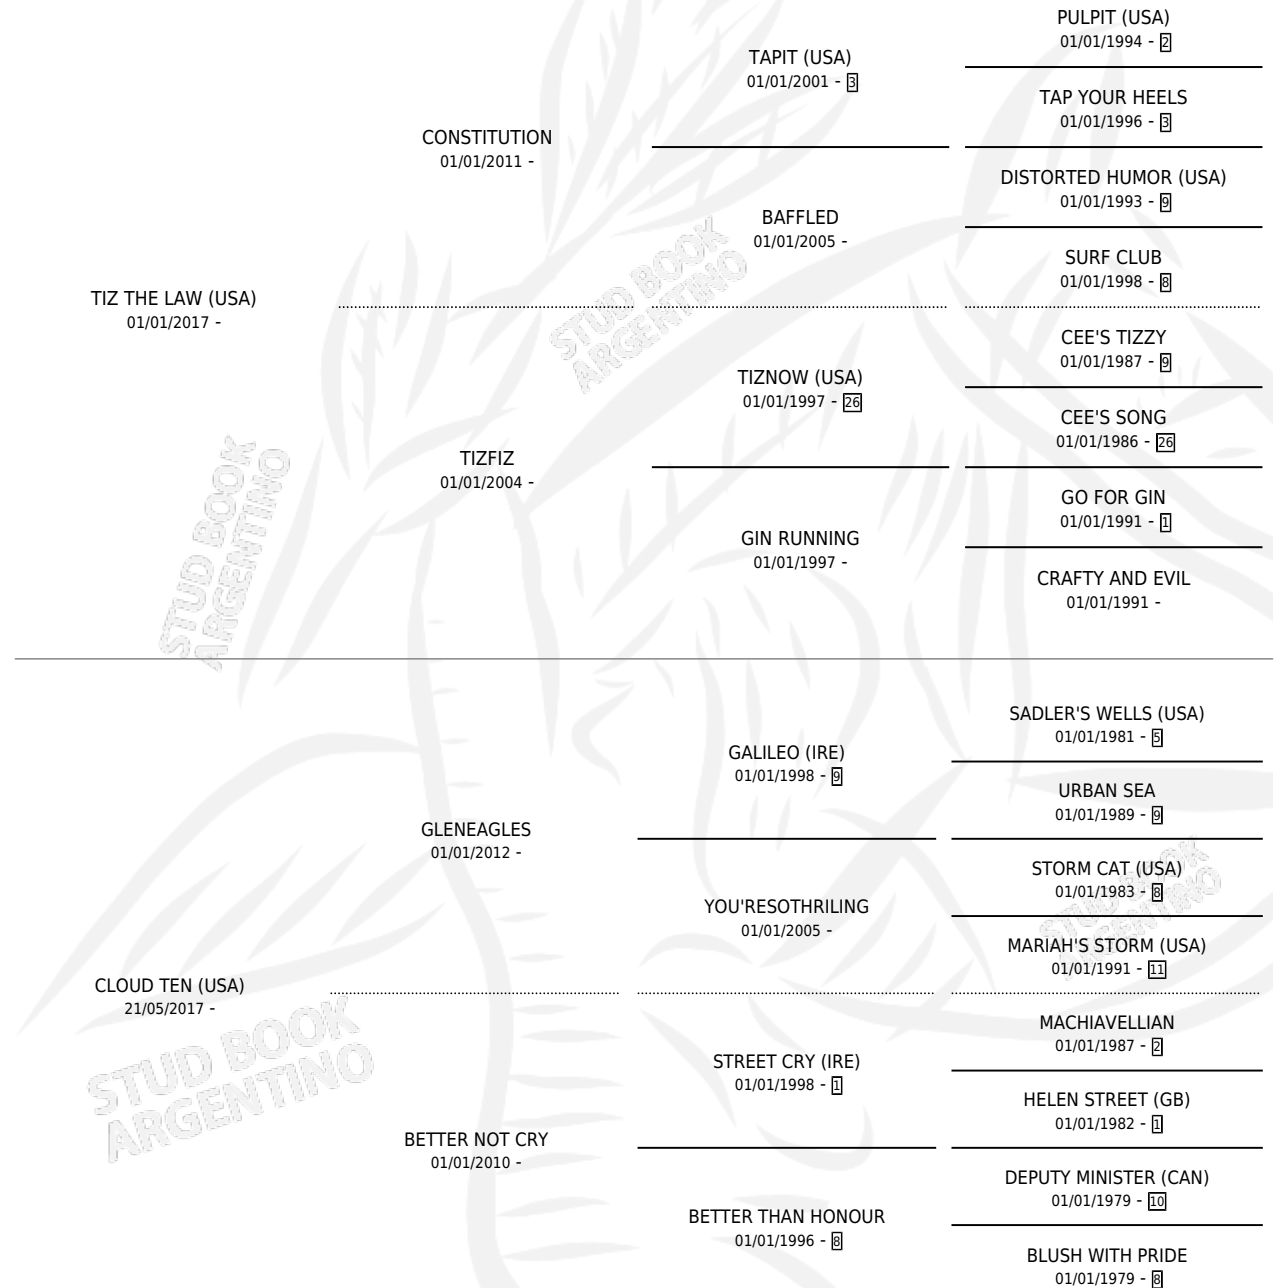 PULPIT (USA)
01/01/1994 - 2
TAPIT (USA)
01/01/2001 - 3
TAP YOUR HEELS
01/01/1996 - 3
CONSTITUTION
01/01/2011 -
DISTORTED HUMOR (USA)
01/01/1993 - 9
BAFFLED
01/01/2005 -
SURF CLUB
01/01/1998 - 8
TIZ THE LAW (USA)
01/01/2017 -
CEE'S TIZZY
01/01/1987 - 9
TIZNOW (USA)
01/01/1997 - 26
CEE'S SONG
01/01/1986 - 26
TIZFIZ
01/01/2004 -
GO FOR GIN
01/01/1991 - 1
GIN RUNNING
01/01/1997 -
CRAFTY AND EVIL
01/01/1991 -
SADLER'S WELLS (USA)
01/01/1981 - 5
GALILEO (IRE)
01/01/1998 - 9
URBAN SEA
01/01/1989 - 9
GLENEAGLES
01/01/2012 -
STORM CAT (USA)
01/01/1983 - 8
YOU'RESOTHRILING
01/01/2005 -
MARIAH'S STORM (USA)
01/01/1991 - 11
CLOUD TEN (USA)
21/05/2017 -
MACHIAVELLIAN
01/01/1987 - 2
STREET CRY (IRE)
01/01/1998 - 1
HELEN STREET (GB)
01/01/1982 - 1
BETTER NOT CRY
01/01/2010 -
DEPUTY MINISTER (CAN)
01/01/1979 - 10
BETTER THAN HONOUR
01/01/1996 - 8
BLUSH WITH PRIDE
01/01/1979 - 8
STUD BOOK
ARGENTINO
STUD BOOK
ARGENTINO
STUD BOOK
ARGENTINO
STUD BOOK
ARGENTINO